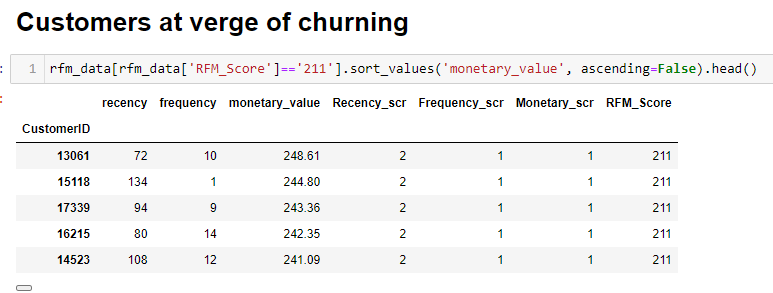 Customers at verge of churning
1 rfm_data[rfm_data['RFM_Score']=='211'].sort_values('monetary_value', ascending=False).head()
recency frequency monetary_value Recency_scr Frequency_scr Monetary_scr RFM_Score
CustomerID
13061 72 10 248.61 2 1 1 211
15118 134 1 244.80 2 1 1 211
17339 94 9 243.36 2 1 1 211
16215 80 14 242.35 2 1 1 211
14523 108 12 241.09 2 1 1 211